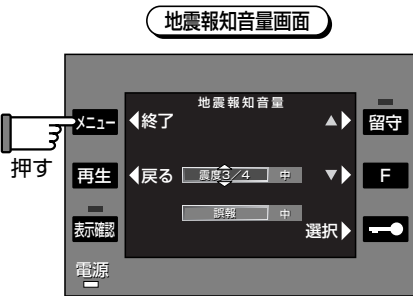 地震報知音量画面
地震報知音量
メニュー ◀終了 ▲▶ 留守
押す
再生 ◀戻る 震度3/4 中 ▼▶ F
誤報 中
表示確認 選択▶
電源